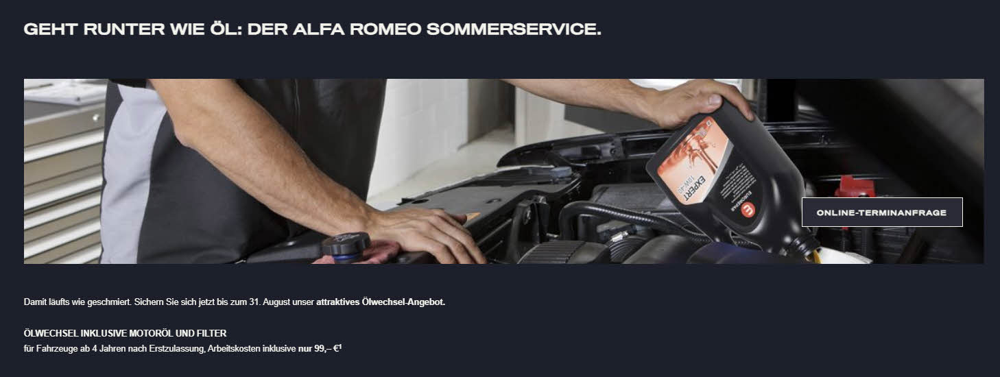 GEHT RUNTER WIE ÖL: DER ALFA ROMEO SOMMERSERVICE.
EXPERT
10W-40
EUROREPAR
ONLINE-TERMINANFRAGE
Damit läufts wie geschmiert. Sichern Sie sich jetzt bis zum 31. August unser attraktives Ölwechsel-Angebot.
ÖLWECHSEL INKLUSIVE MOTORÖL UND FILTER
für Fahrzeuge ab 4 Jahren nach Erstzulassung, Arbeitskosten inklusive nur 99,– €¹